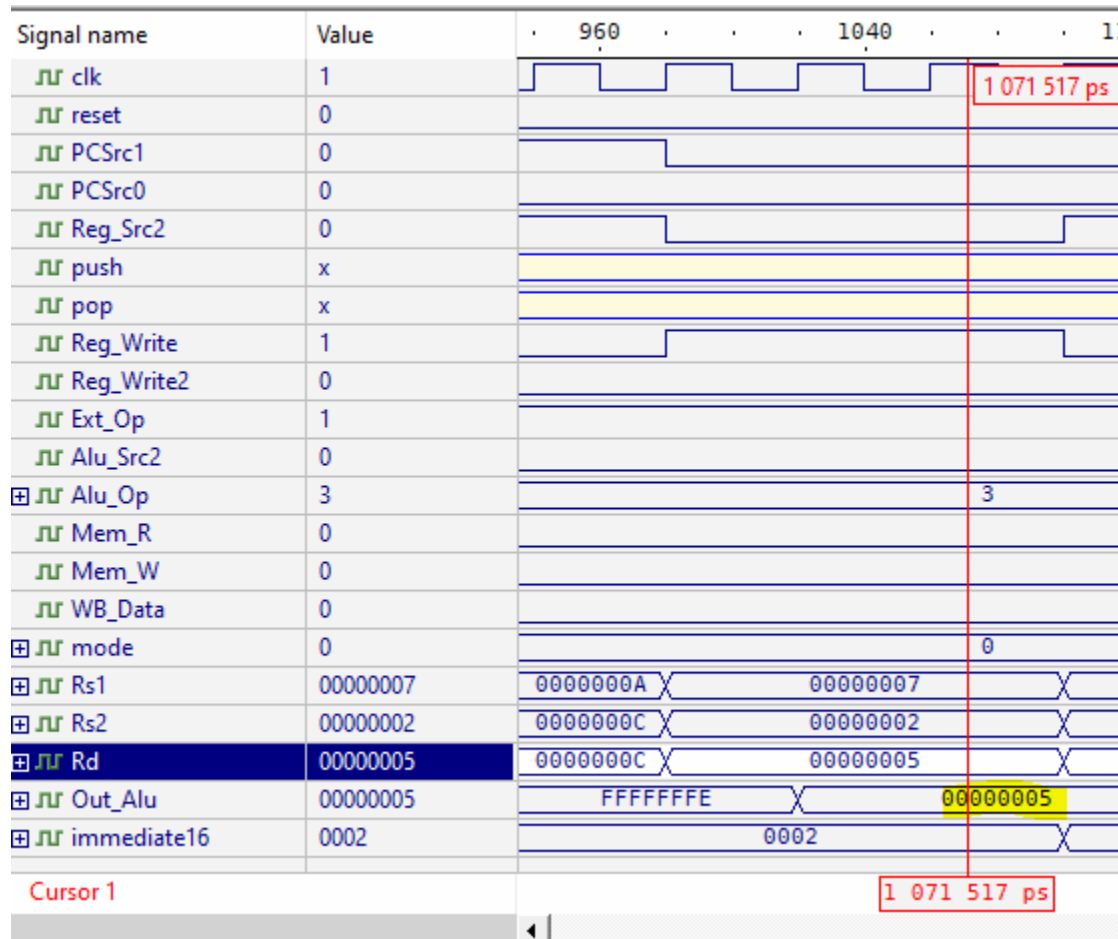 Signal name Value 960 1040 1
clk 1 1 071 517 ps
reset 0
PCSrc1 0
PCSrc0 0
Reg_Src2 0
push x
pop x
Reg_Write 1
Reg_Write2 0
Ext_Op 1
Alu_Src2 0
Alu_Op 3 3
Mem_R 0
Mem_W 0
WB_Data 0
mode 0 0
Rs1 00000007 0000000A 00000007
Rs2 00000002 0000000C 00000002
Rd 00000005 0000000C 00000005
Out_Alu 00000005 FFFFFFFE 00000005
immediate16 0002 0002
Cursor 1 1 071 517 ps